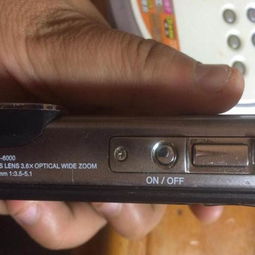 -6000
S LENS 3.6X OPTICAL WIDE ZOOM
mm 1:3.5-5.1
ON / OFF